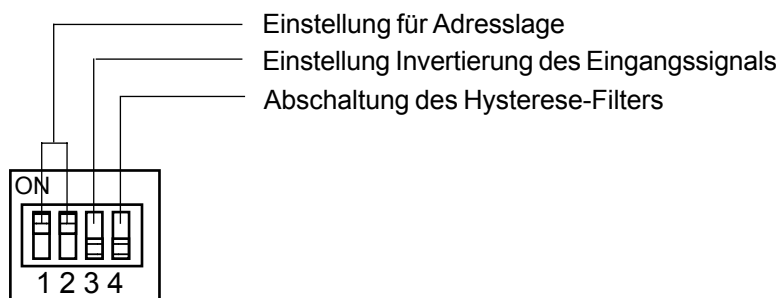 Einstellung für Adresslage
Einstellung Invertierung des Eingangssignals
Abschaltung des Hysterese-Filters
ON
1 2 3 4